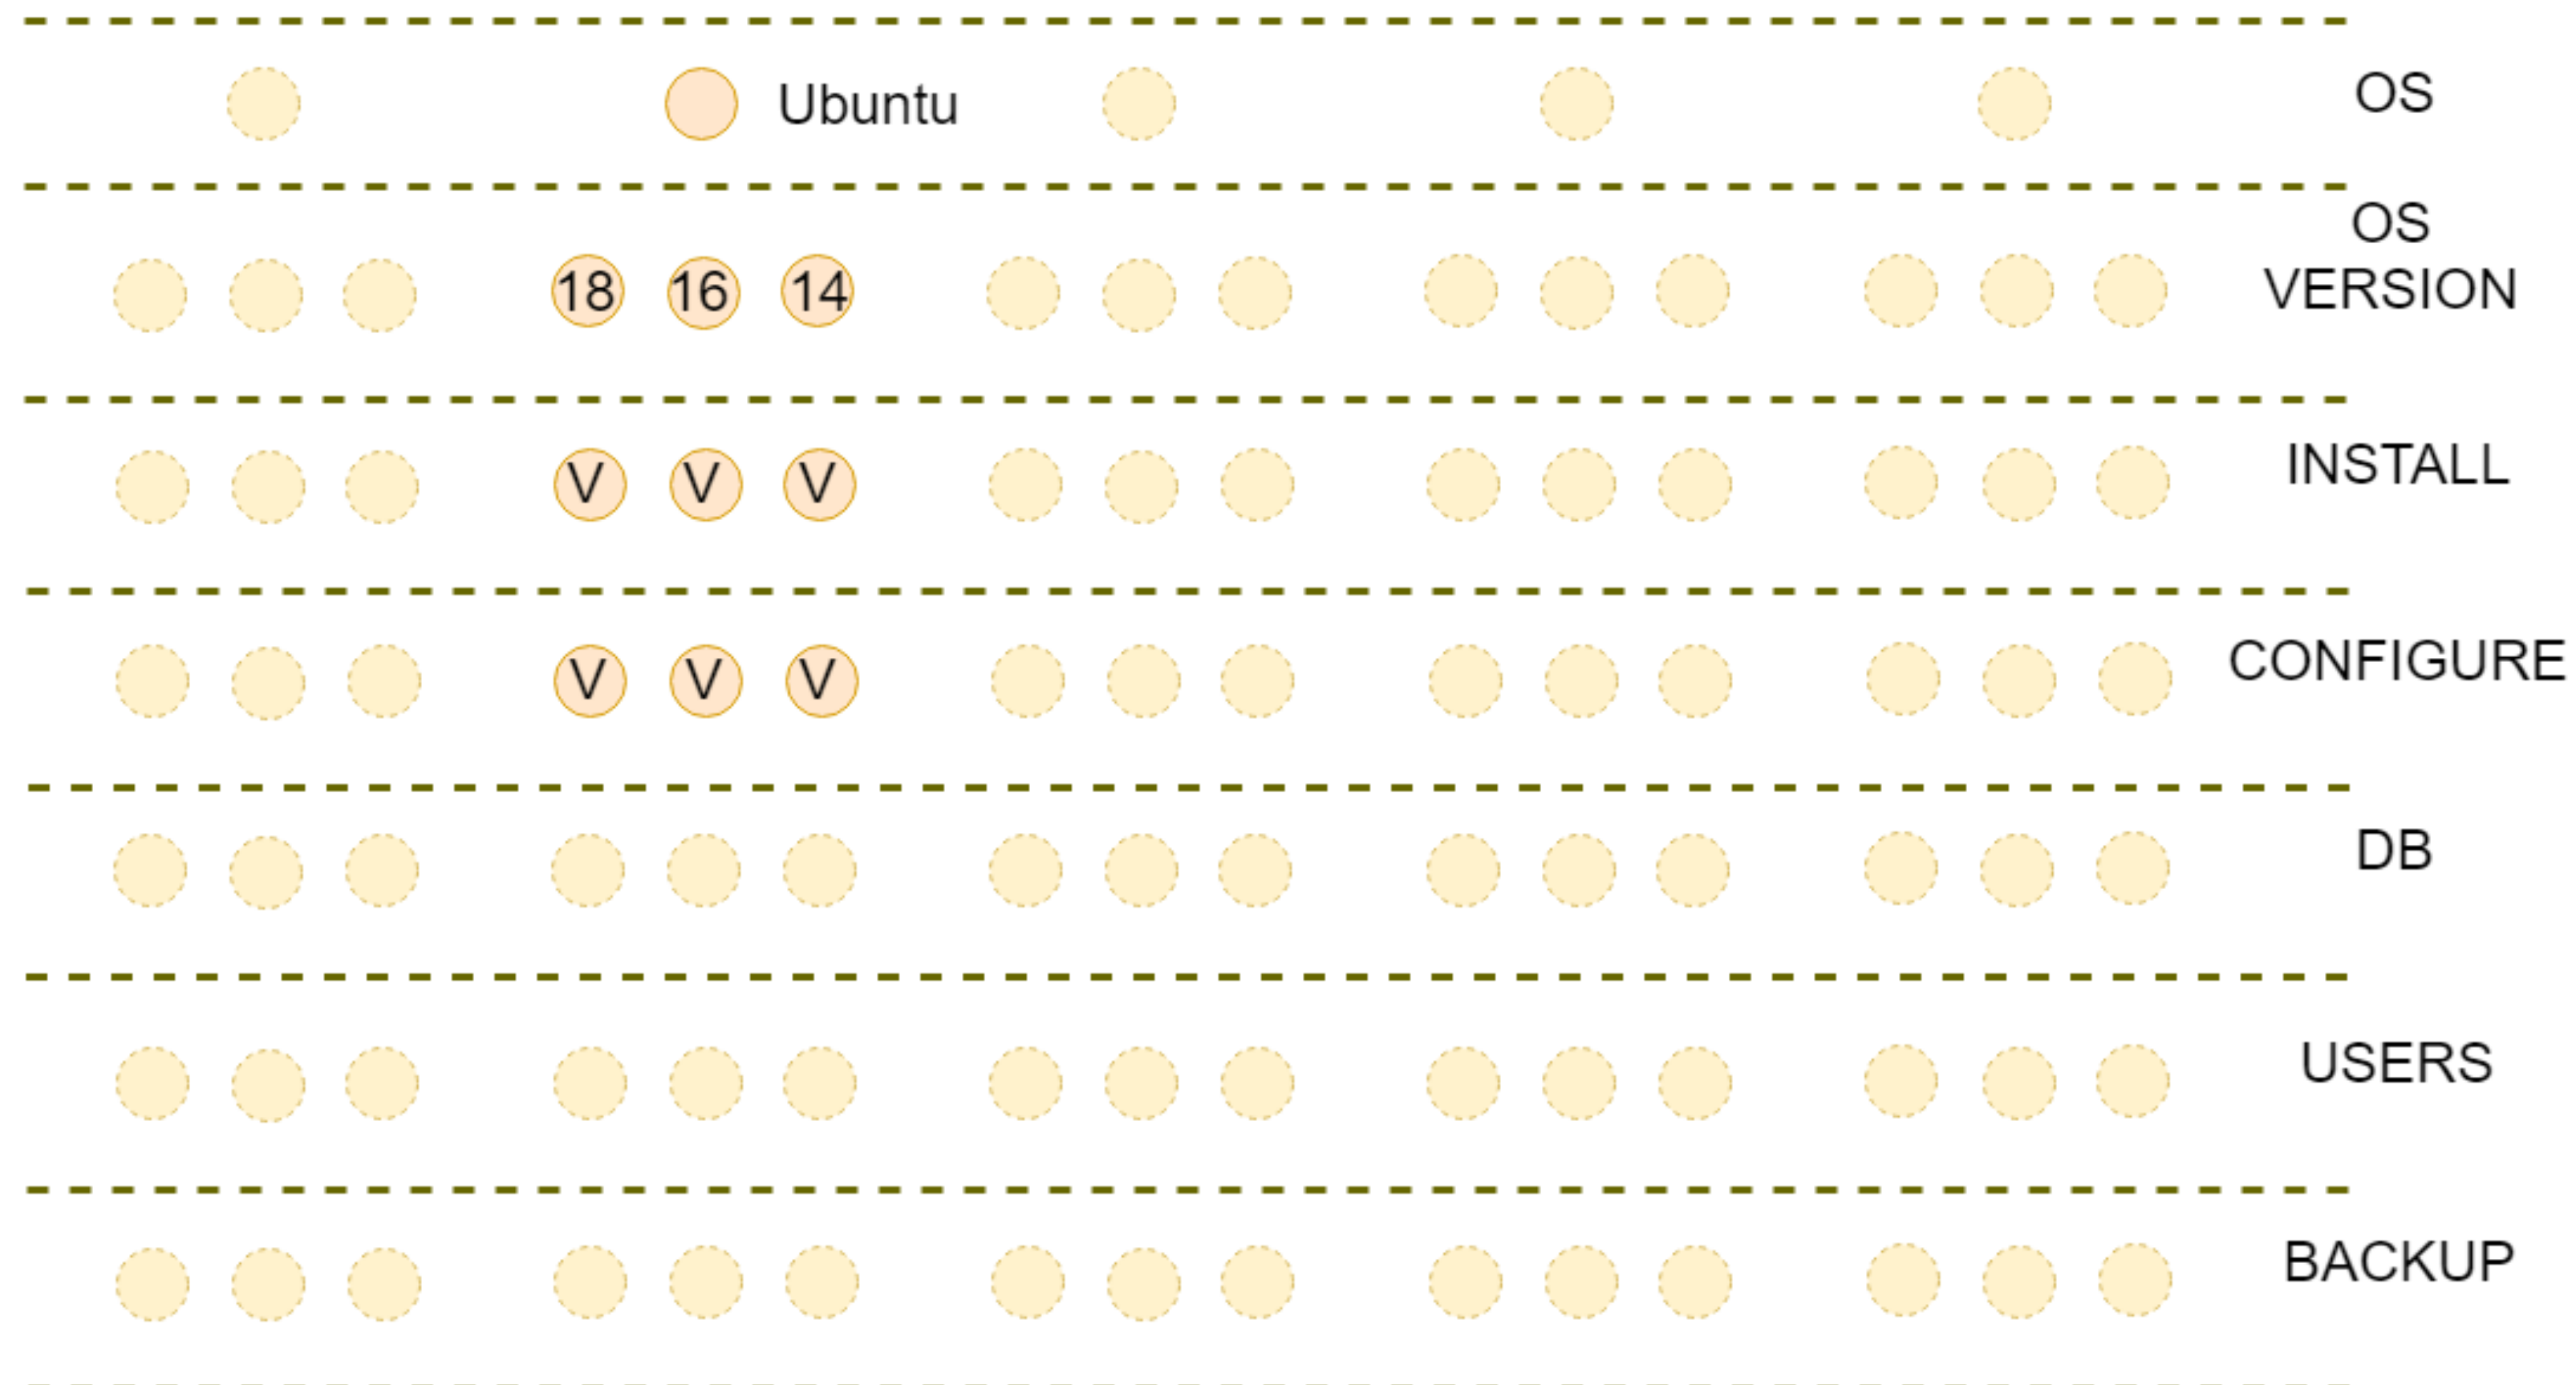 Ubuntu OS
OS
VERSION
18 16 14
INSTALL
V V V
CONFIGURE
V V V
DB
USERS
BACKUP